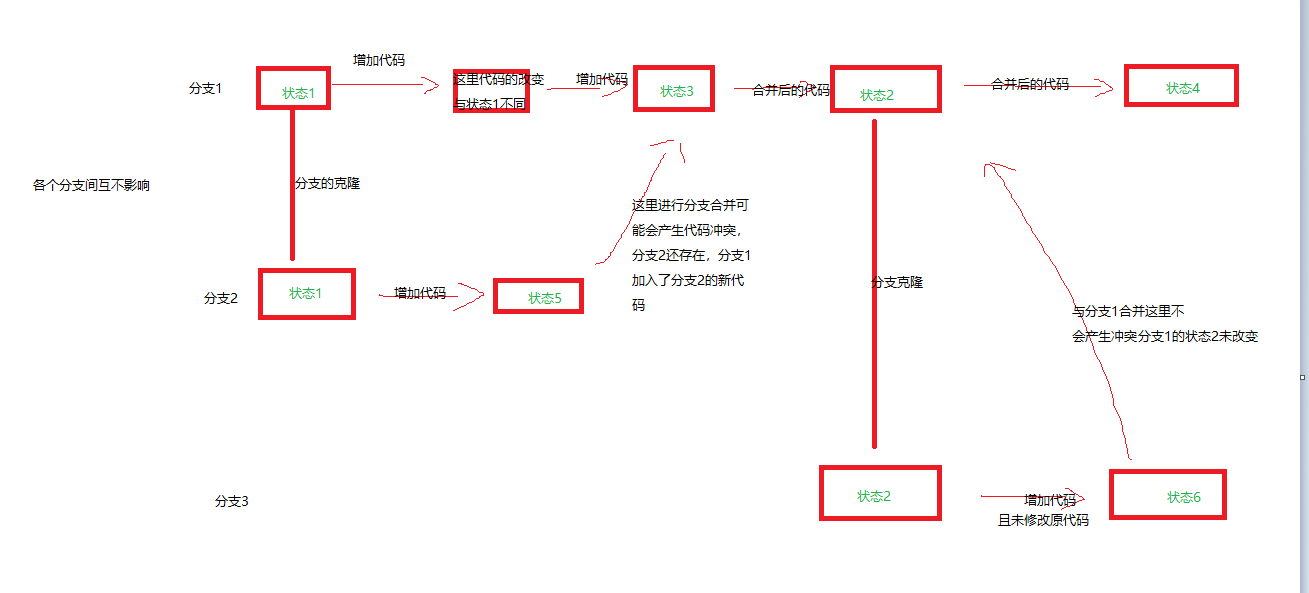 增加代码
分支1
状态1
这里代码的改变
与状态1不同
增加代码
状态3
合并后的代码
状态2
合并后的代码
状态4
各个分支间互不影响
分支的克隆
这里进行分支合并可
能会产生代码冲突，
分支2还存在，分支1
加入了分支2的新代
码
分支2
状态1
增加代码
状态5
分支克隆
与分支1合并这里不
会产生冲突分支1的状态2未改变
分支3
状态2
增加代码
且未修改原代码
状态6